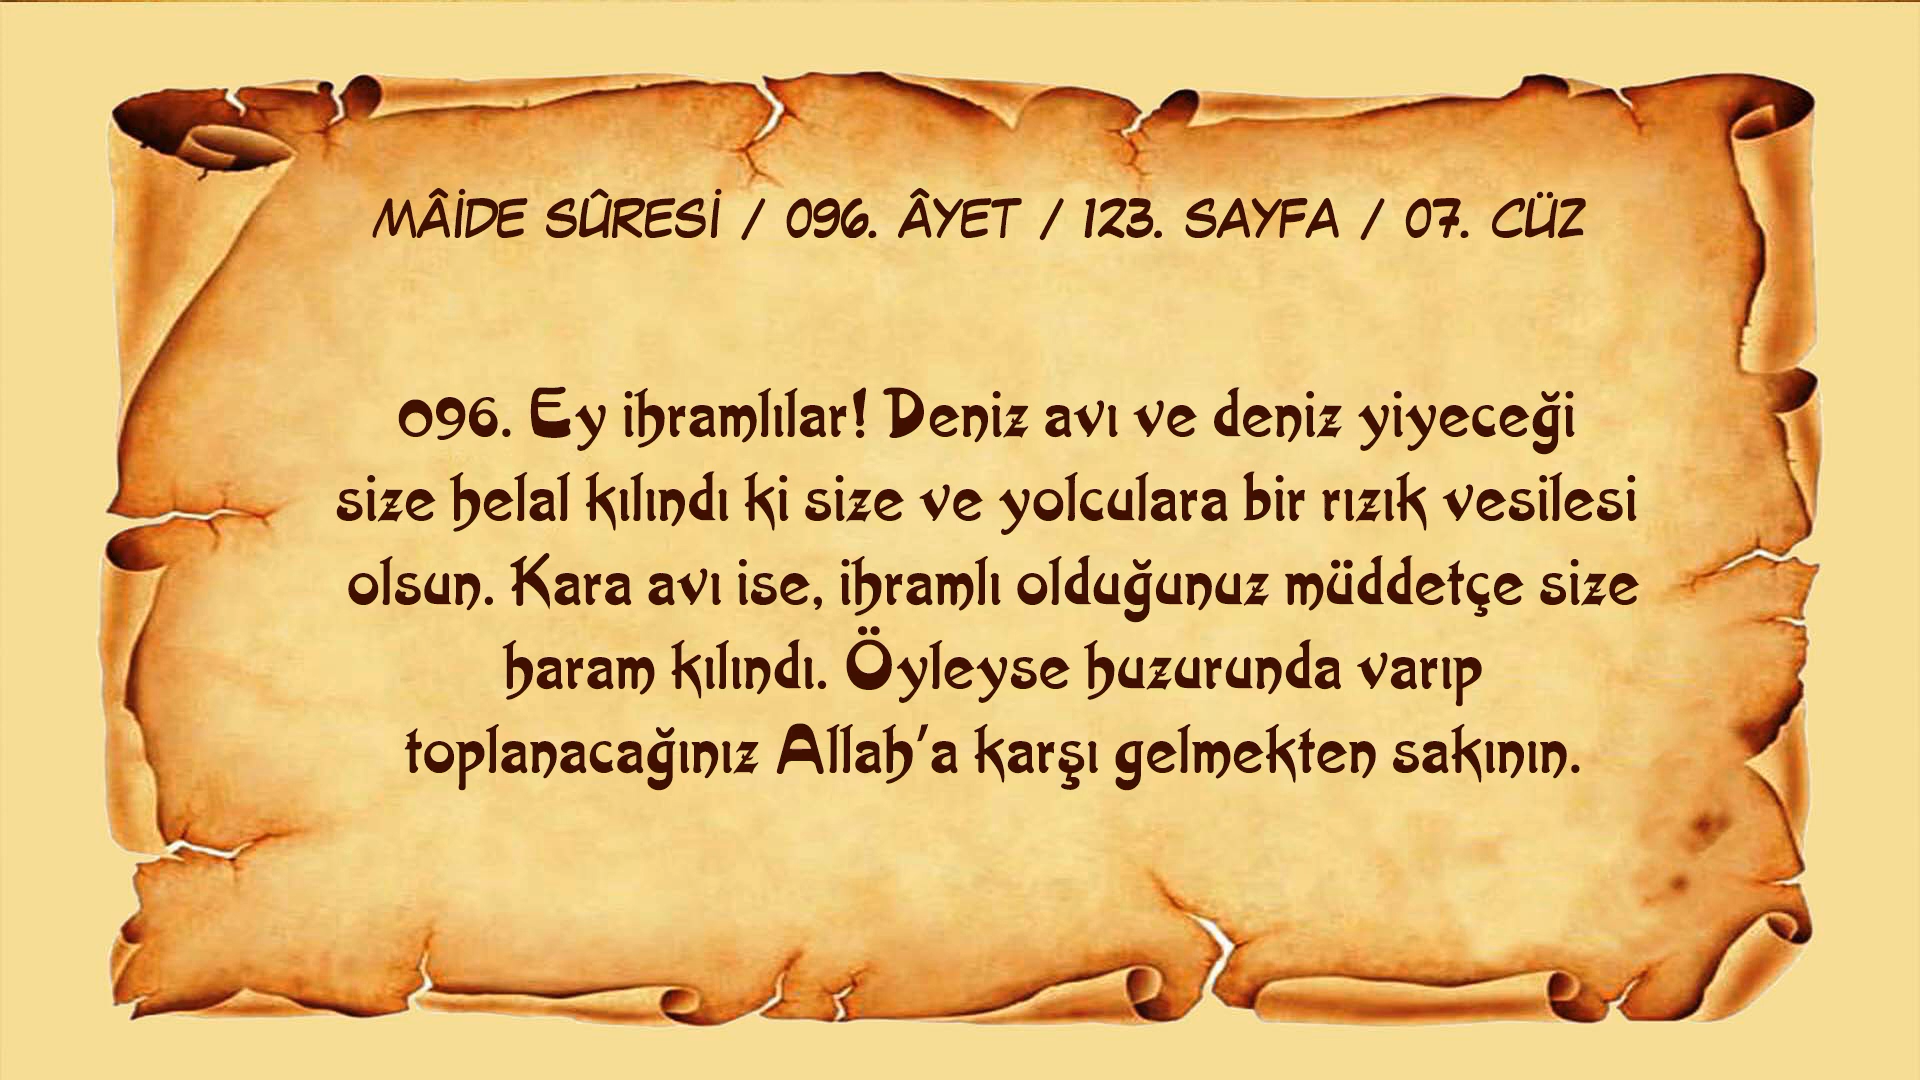 MÂİDE SÛRESİ / 096. ÂYET / 123. SAYFA / 07. CÜZ
096. Ey ihramlılar! Deniz avı ve deniz yiyeceği
size helal kılındı ki size ve yolculara bir rızık vesilesi
olsun. Kara avı ise, ihramlı olduğunuz müddetçe size
haram kılındı. Öyleyse huzurunda varıp
toplanacağınız Allah'a karşı gelmekten sakının.